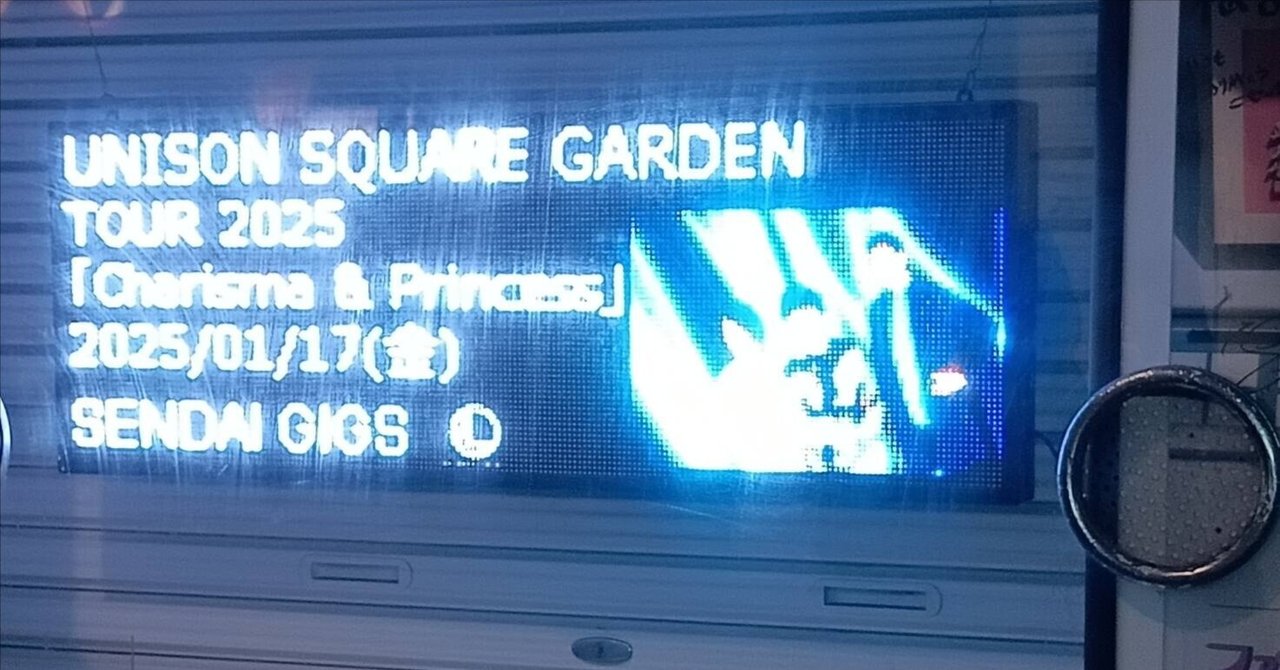 UNISON SQUARE GARDEN
TOUR 2025
「Charisma & Princess」
2025/01/17(金)
SENDAI GIGS